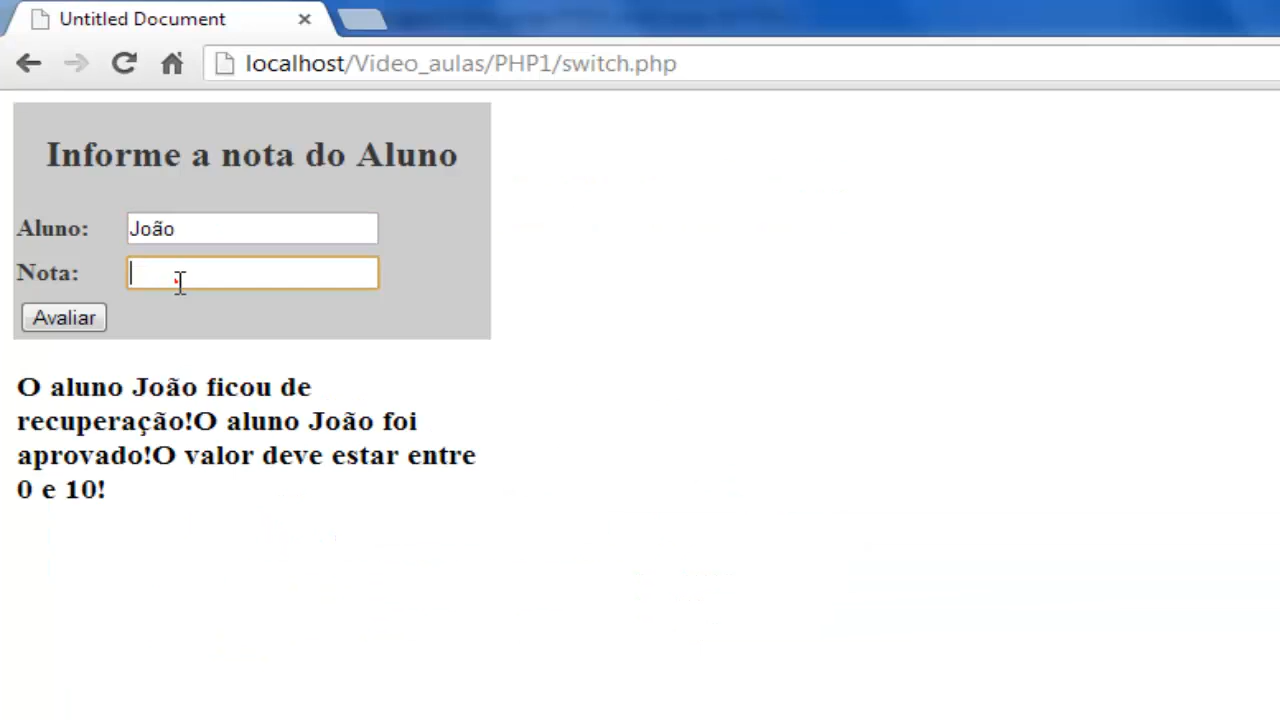 Untitled Document
localhost/Video_aulas/PHP1/switch.php
Informe a nota do Aluno
Aluno: João
Nota:
Avaliar
O aluno João ficou de
recuperação!O aluno João foi
aprovado!O valor deve estar entre
0 e 10!